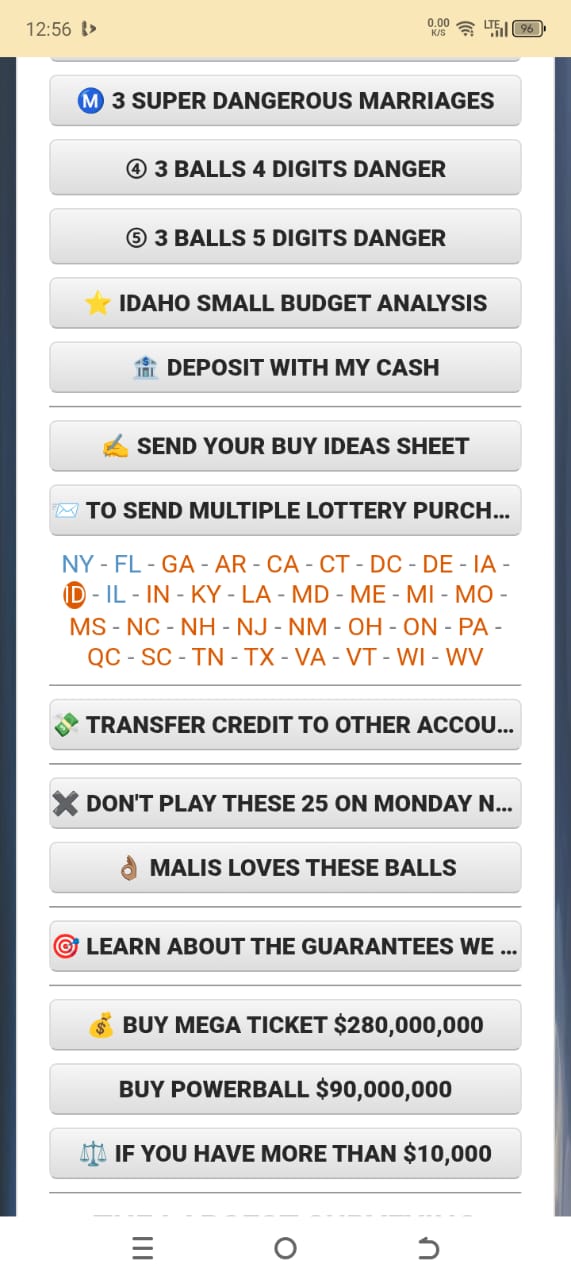 12:56
0.00 K/S LTE 96
Ⓜ️ 3 SUPER DANGEROUS MARRIAGES
④ 3 BALLS 4 DIGITS DANGER
⑤ 3 BALLS 5 DIGITS DANGER
⭐ IDAHO SMALL BUDGET ANALYSIS
🏦 DEPOSIT WITH MY CASH
✍️ SEND YOUR BUY IDEAS SHEET
📨 TO SEND MULTIPLE LOTTERY PURCH...
NY - FL - GA - AR - CA - CT - DC - DE - IA -
ID - IL - IN - KY - LA - MD - ME - MI - MO -
MS - NC - NH - NJ - NM - OH - ON - PA -
QC - SC - TN - TX - VA - VT - WI - WV
💸 TRANSFER CREDIT TO OTHER ACCOU...
✖️ DON'T PLAY THESE 25 ON MONDAY N...
👌🏽 MALIS LOVES THESE BALLS
🎯 LEARN ABOUT THE GUARANTEES WE ...
💰 BUY MEGA TICKET $280,000,000
BUY POWERBALL $90,000,000
⚖️ IF YOU HAVE MORE THAN $10,000